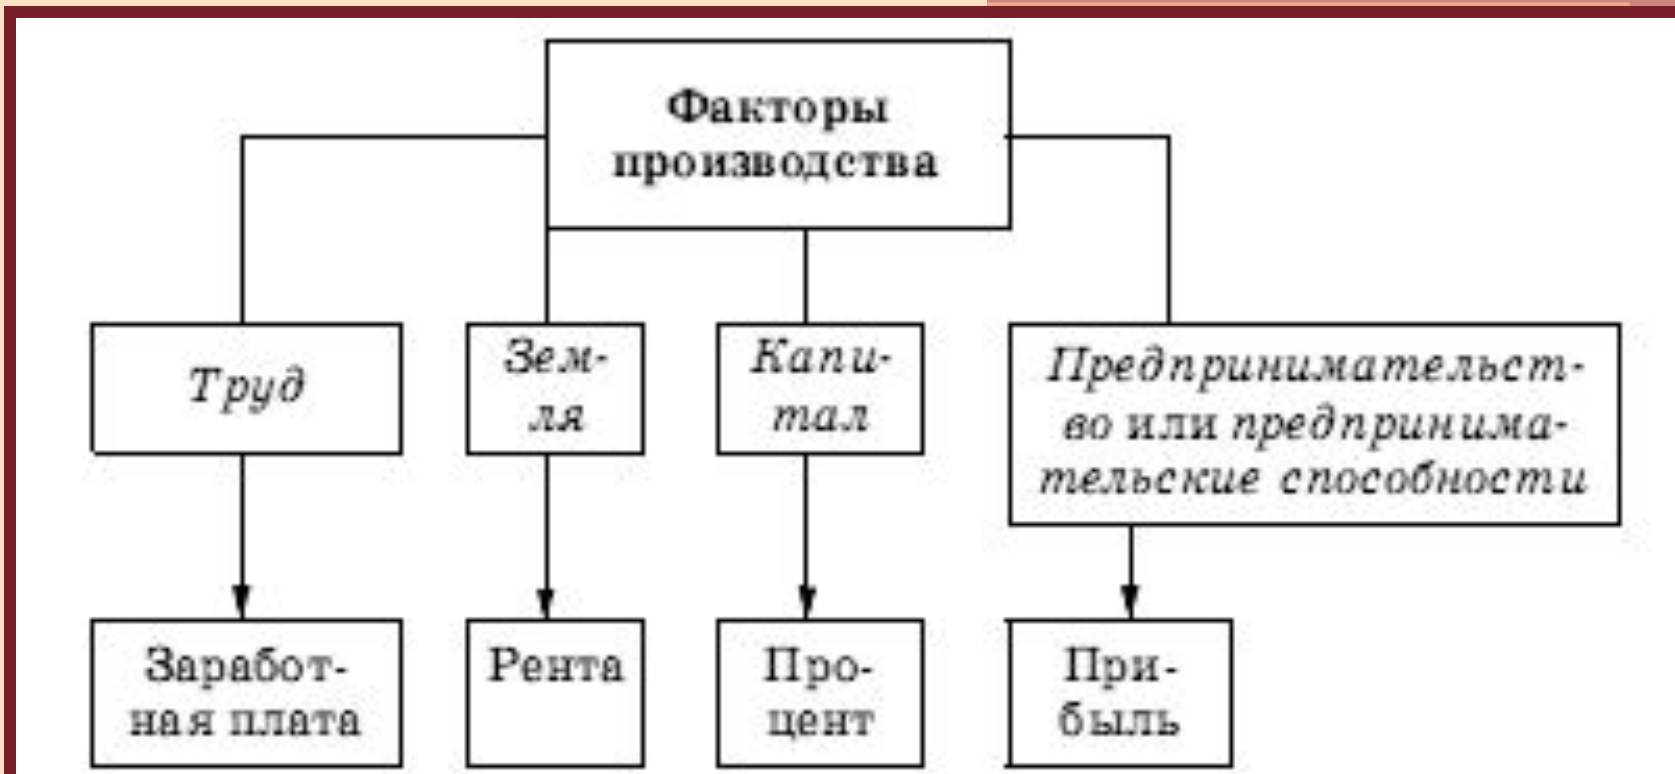 Факторы
производства
Труд
Зем-
ля
Капи-
тал
Предпринимательст-
во или предпринима-
тельские способности
Заработ-
ная плата
Рента
Про-
цент
При-
быль